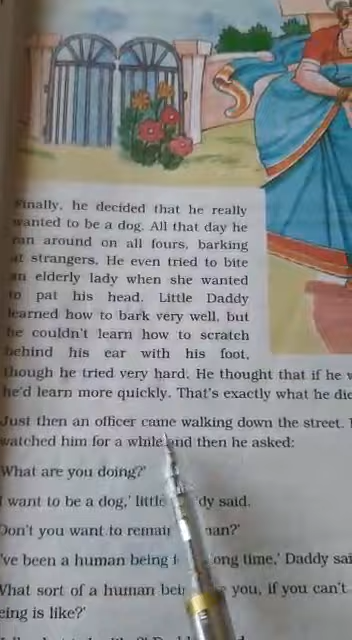 Finally, he decided that he really
wanted to be a dog. All that day he
ran around on all fours, barking
at strangers. He even tried to bite
an elderly lady when she wanted
to pat his head. Little Daddy
learned how to bark very well, but
he couldn't learn how to scratch
behind his ear with his foot,
though he tried very hard. He thought that if he
he'd learn more quickly. That's exactly what he
Just then an officer came walking down the street.
watched him for a while and then he asked:
What are you doing?'
I want to be a dog,' little dy said.
Don't you want to remai an?'
've been a human being ong time,' Daddy sai
What sort of a human bei you, if you can't
eing is like?'